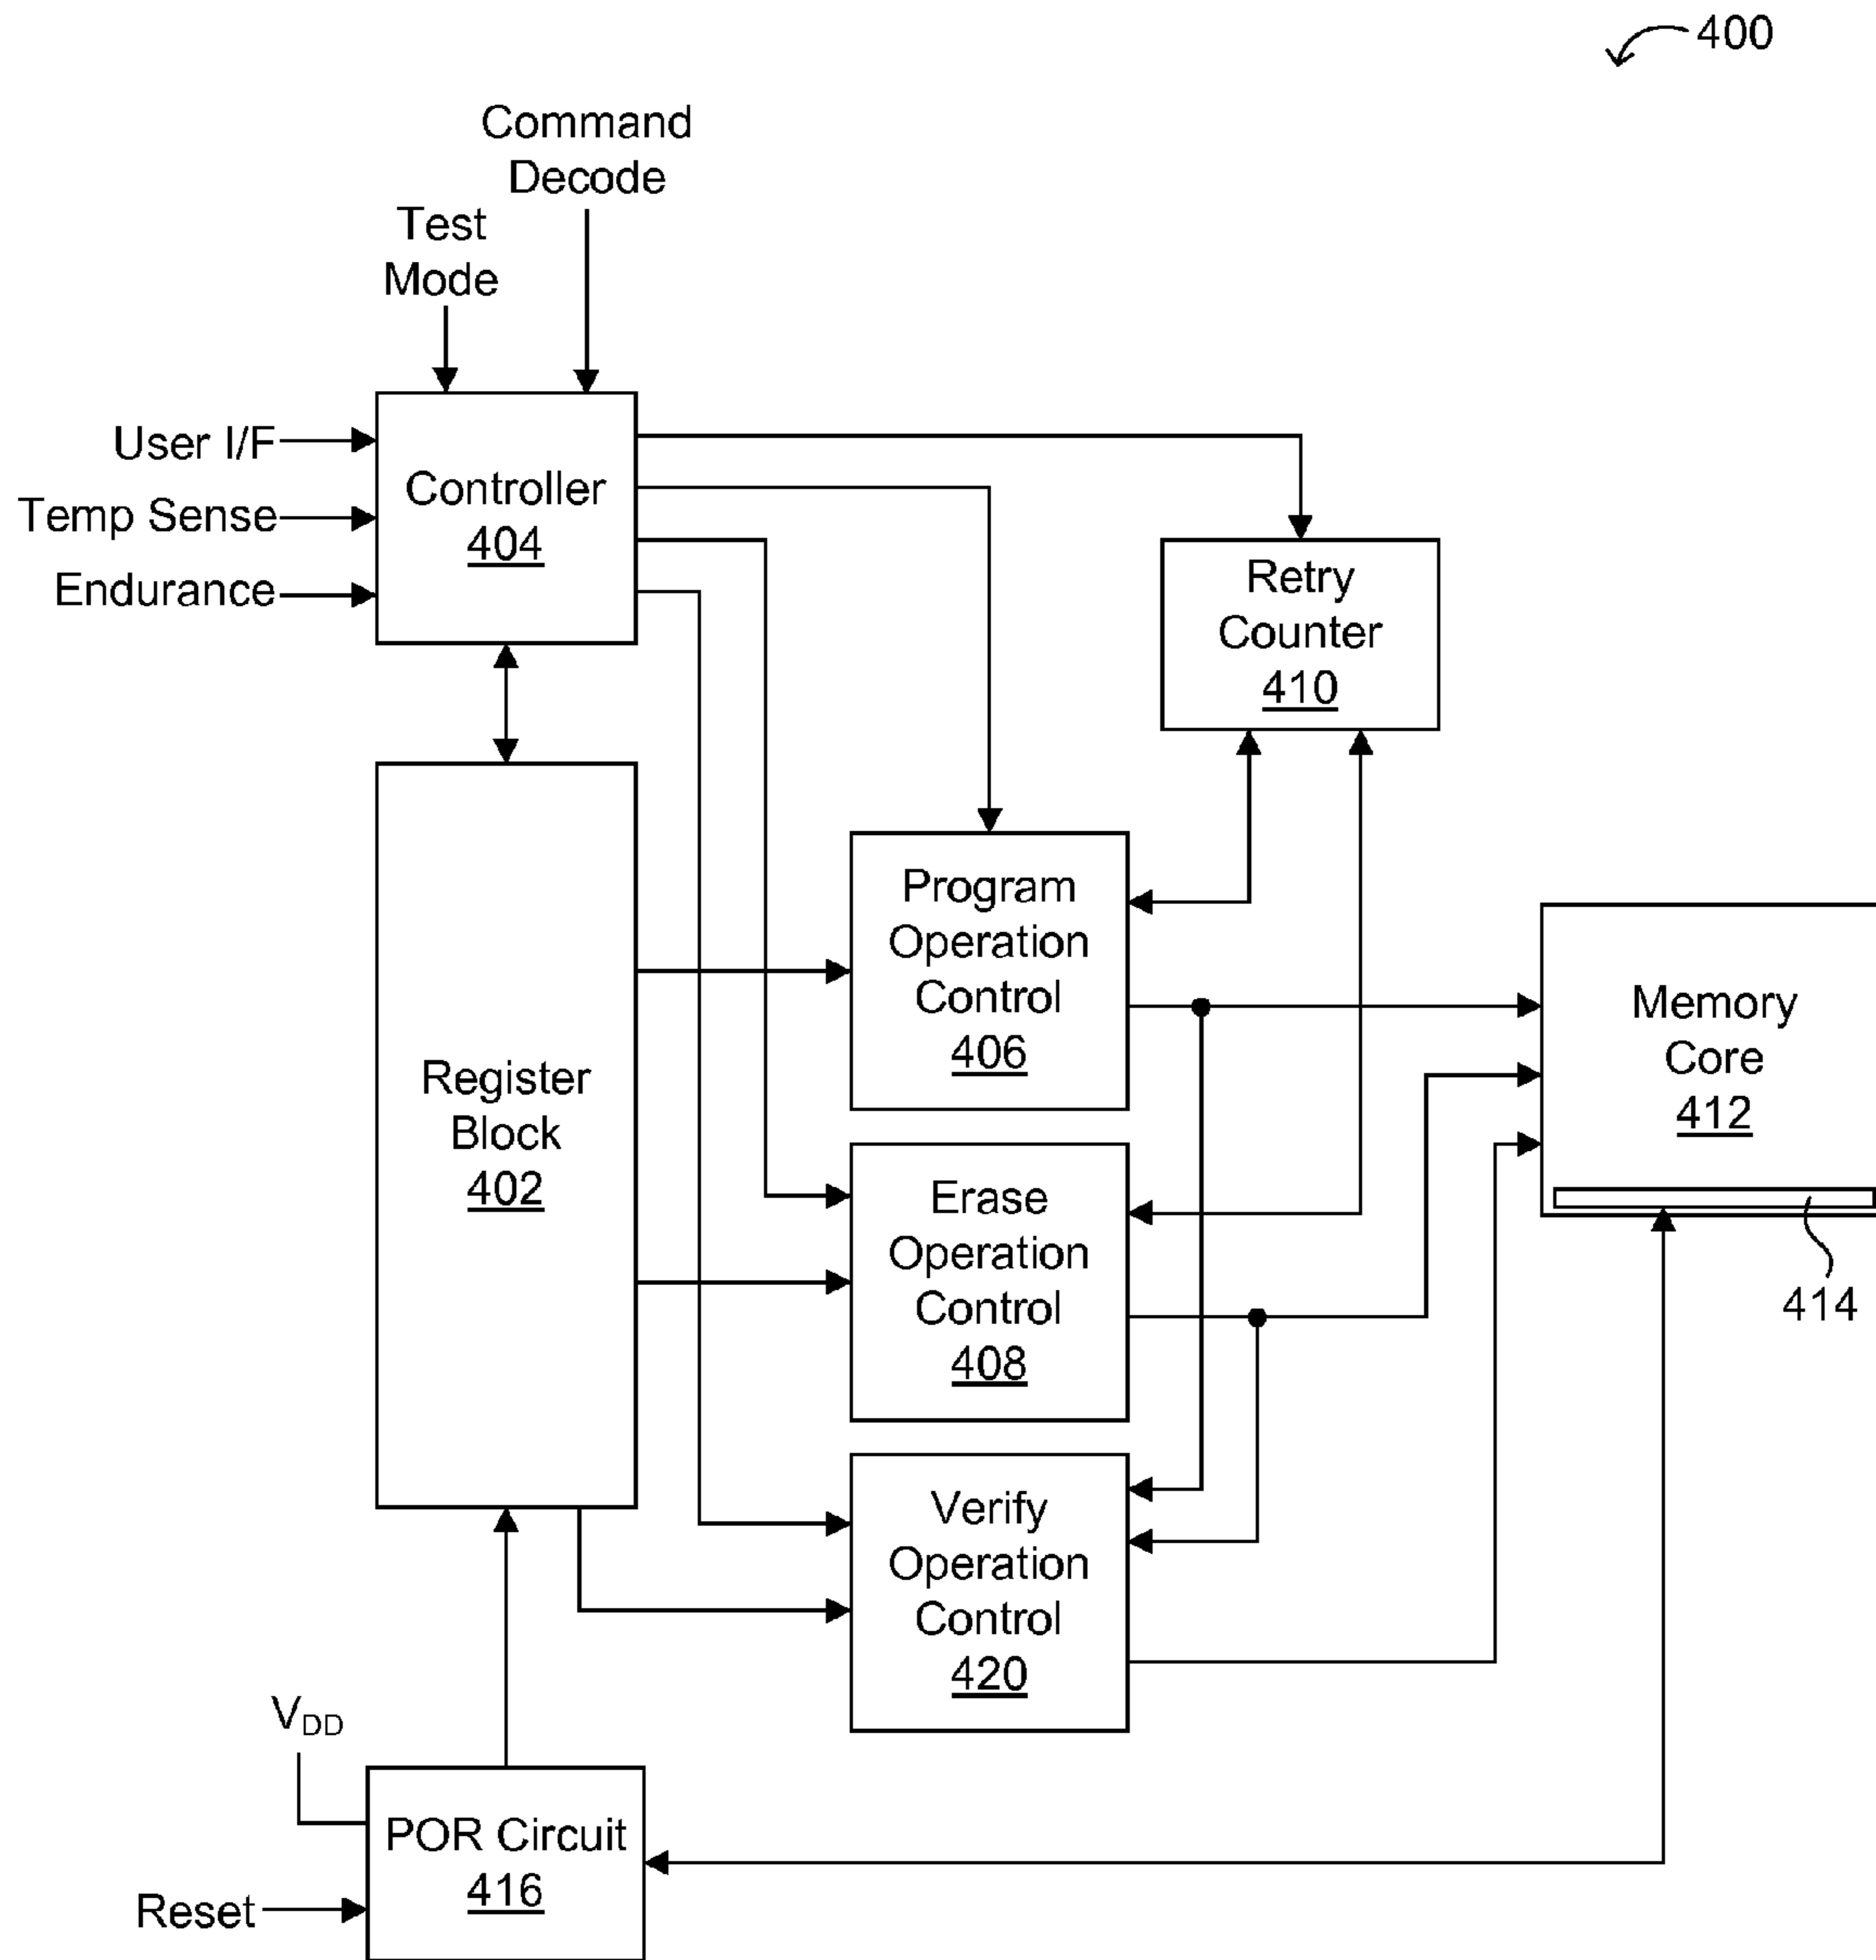 400
Command
Decode
Test
Mode
User I/F
Temp Sense
Endurance
Controller
404
Retry
Counter
410
Program
Operation
Control
406
Memory
Core
412
414
Register
Block
402
Erase
Operation
Control
408
Verify
Operation
Control
420
VDD
POR Circuit
416
Reset